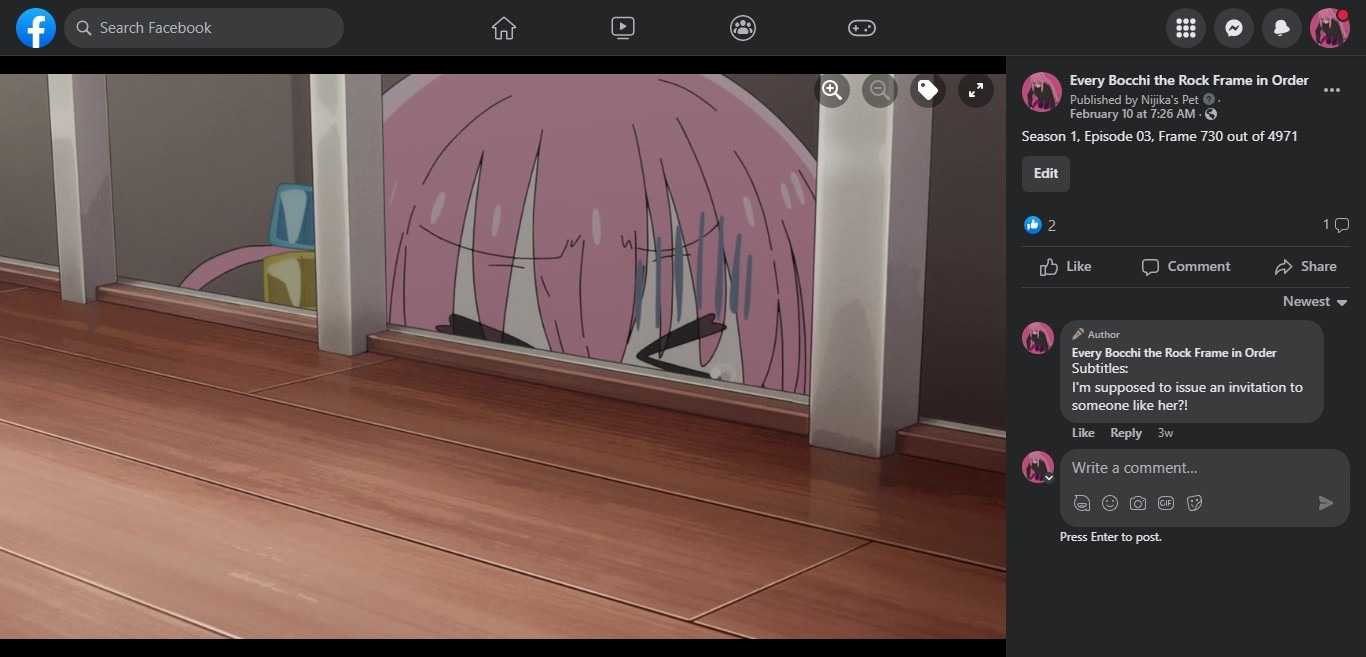 Search Facebook
Every Bocchi the Rock Frame in Order
Published by Nijika's Pet ·
February 10 at 7:26 AM ·
Season 1, Episode 03, Frame 730 out of 4971
Edit
2
1
Like
Comment
Share
Newest
Author
Every Bocchi the Rock Frame in Order
Subtitles:
I'm supposed to issue an invitation to
someone like her?!
Like Reply 3w
Write a comment...
GIF
Press Enter to post.